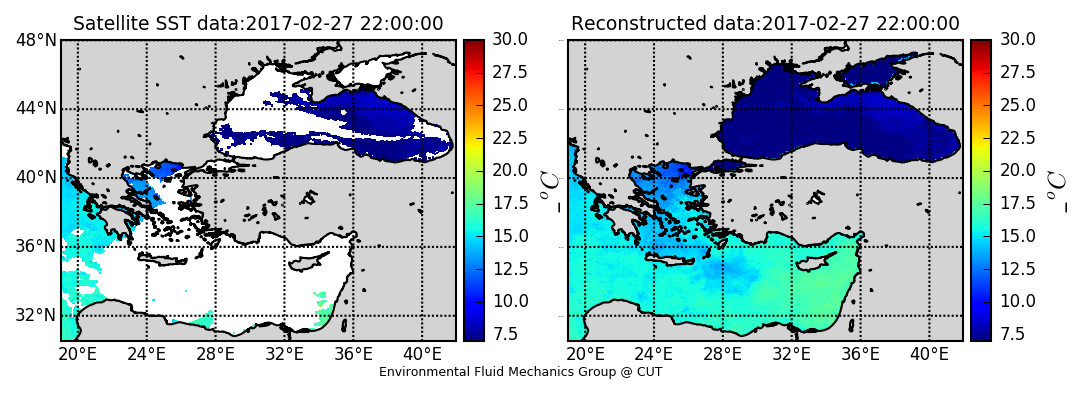 Satellite SST data:2017-02-27 22:00:00
Reconstructed data:2017-02-27 22:00:00
48°N
44°N
40°N
36°N
32°N
20°E 24°E 28°E 32°E 36°E 40°E
30.0
27.5
25.0
22.5
20.0
17.5
15.0
12.5
10.0
7.5
°C
20°E 24°E 28°E 32°E 36°E 40°E
30.0
27.5
25.0
22.5
20.0
17.5
15.0
12.5
10.0
7.5
°C
Environmental Fluid Mechanics Group @ CUT